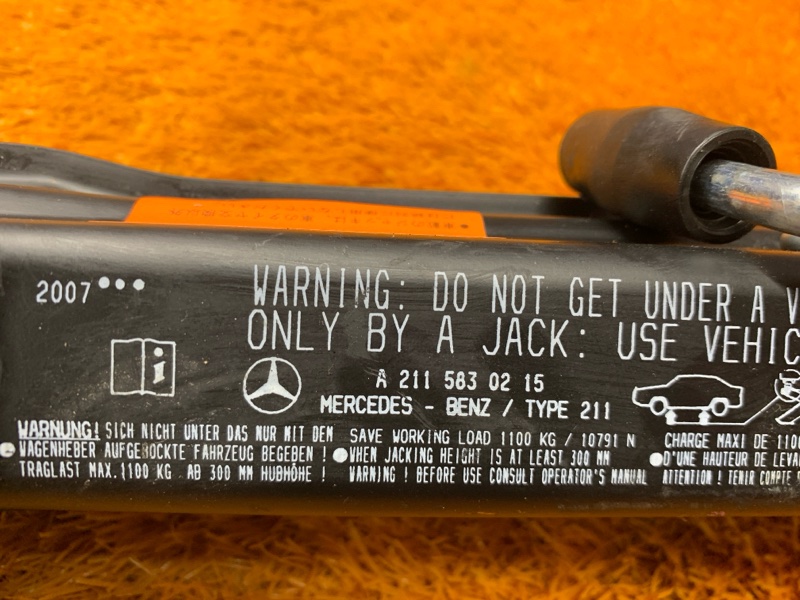 2007
WARNING: DO NOT GET UNDER A V
ONLY BY A JACK: USE VEHIC
A 211 583 02 15
MERCEDES - BENZ / TYPE 211
WARNUNG! SICH NICHT UNTER DAS NUR MIT DEM
WAGENHEBER AUFGEBOCKTE FAHRZEUG BEGEBEN !
TRAGLAST MAX.1100 KG AB 300 MM HUBHÖHE !
SAVE WORKING LOAD 1100 KG / 10791 N
WHEN JACKING HEIGHT IS AT LEAST 300 MM
WARNING ! BEFORE USE CONSULT OPERATOR'S MANUAL
CHARGE MAXI DE 1100
D'UNE HAUTEUR DE LEVA
ATTENTION ! TENIR COMPTE D